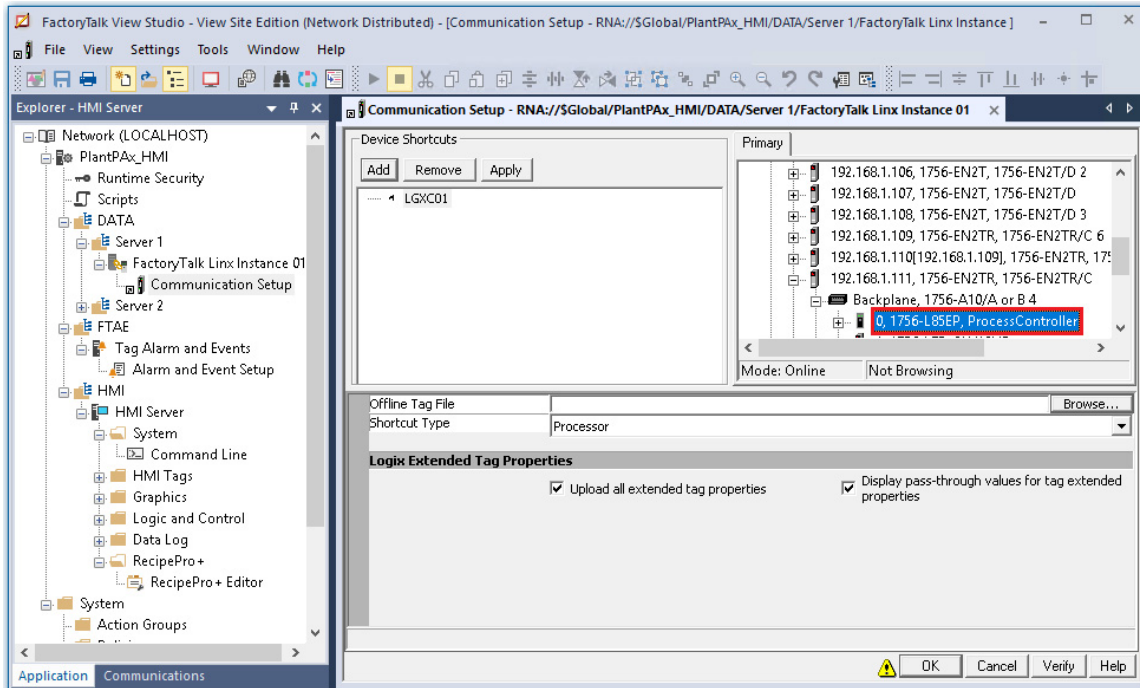 FactoryTalk View Studio - View Site Edition (Network Distributed) - [Communication Setup - RNA://$Global/PlantPAx_HMI/DATA/Server 1/FactoryTalk Linx Instance ]
File View Settings Tools Window Help
Explorer - HMI Server
Network (LOCALHOST)
PlantPAx_HMI
Runtime Security
Scripts
DATA
Server 1
FactoryTalk Linx Instance 01
Communication Setup
Server 2
FTAE
Tag Alarm and Events
Alarm and Event Setup
HMI
HMI Server
System
Command Line
HMI Tags
Graphics
Logic and Control
Data Log
RecipePro+
RecipePro+ Editor
System
Action Groups
Application Communications
Communication Setup - RNA://$Global/PlantPAx_HMI/DATA/Server 1/FactoryTalk Linx Instance 01
Device Shortcuts
Add Remove Apply
LGXC01
Primary
192.168.1.106, 1756-EN2T, 1756-EN2T/D 2
192.168.1.107, 1756-EN2T, 1756-EN2T/D
192.168.1.108, 1756-EN2T, 1756-EN2T/D 3
192.168.1.109, 1756-EN2TR, 1756-EN2TR/C 6
192.168.1.110[192.168.1.109], 1756-EN2TR, 175
192.168.1.111, 1756-EN2TR, 1756-EN2TR/C
Backplane, 1756-A10/A or B 4
0, 1756-L85EP, ProcessController
Mode: Online Not Browsing
Offline Tag File Browse...
Shortcut Type Processor
Logix Extended Tag Properties
Upload all extended tag properties
Display pass-through values for tag extended
properties
OK Cancel Verify Help